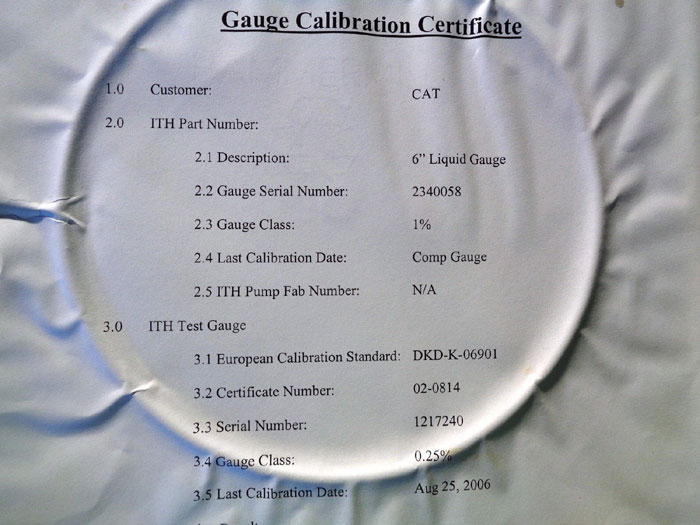 Gauge Calibration Certificate
1.0 Customer: CAT
2.0 ITH Part Number:
2.1 Description: 6" Liquid Gauge
2.2 Gauge Serial Number: 2340058
2.3 Gauge Class: 1%
2.4 Last Calibration Date: Comp Gauge
2.5 ITH Pump Fab Number: N/A
3.0 ITH Test Gauge
3.1 European Calibration Standard: DKD-K-06901
3.2 Certificate Number: 02-0814
3.3 Serial Number: 1217240
3.4 Gauge Class: 0.25%
3.5 Last Calibration Date: Aug 25, 2006